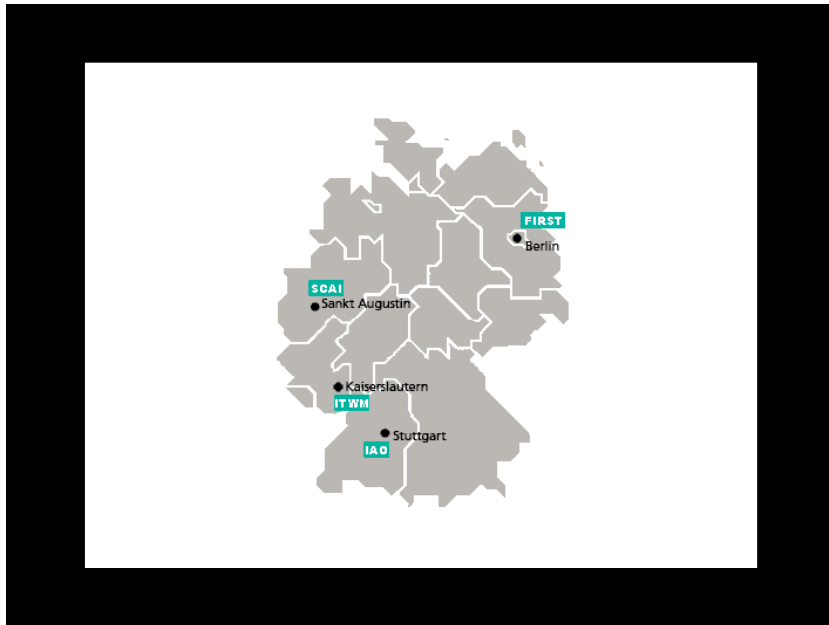 FIRST
Berlin
SCAI
Sankt Augustin
Kaiserslautern
ITWM
Stuttgart
IAO